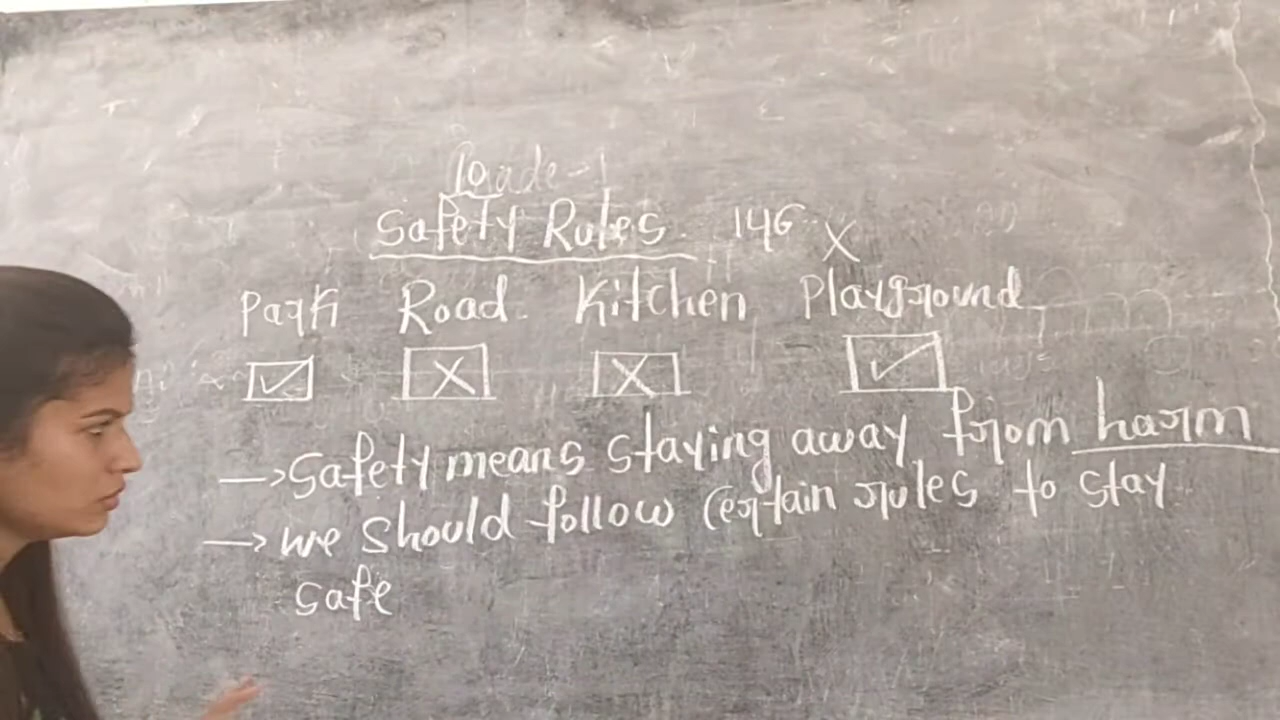 Grade-1
Safety Rules. 146 X
Park Road Kitchen Playground
✓ X X ✓
→ Safety means staying away from harm
→ we should follow certain rules to stay
safe